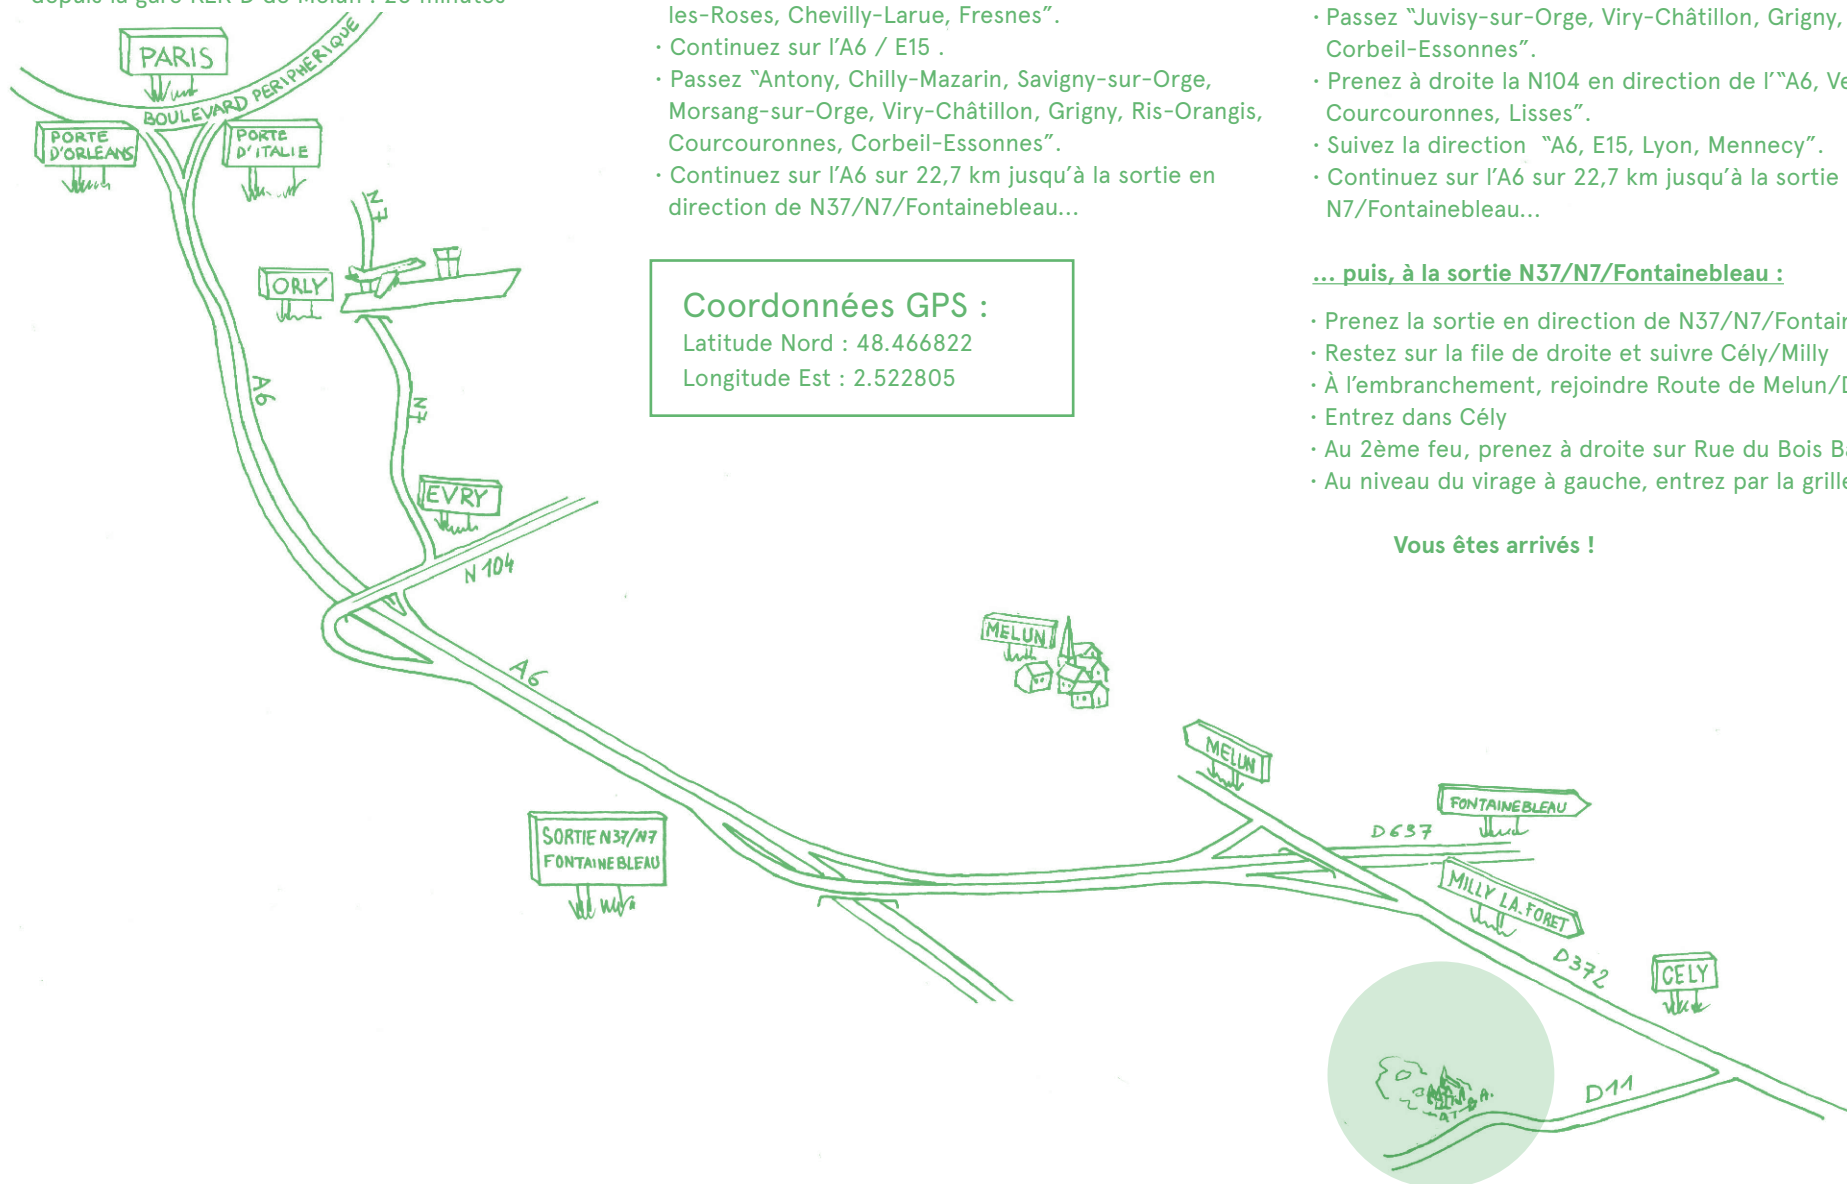 depuis la gare RER D de Melun : 20 minutes
les-Roses, Chevilly-Larue, Fresnes”.
· Continuez sur l’A6 / E15 .
· Passez “Antony, Chilly-Mazarin, Savigny-sur-Orge,
Morsang-sur-Orge, Viry-Châtillon, Grigny, Ris-Orangis,
Courcouronnes, Corbeil-Essonnes”.
· Continuez sur l’A6 sur 22,7 km jusqu’à la sortie en
direction de N37/N7/Fontainebleau...
Coordonnées GPS :
Latitude Nord : 48.466822
Longitude Est : 2.522805
· Passez “Juvisy-sur-Orge, Viry-Châtillon, Grigny,
Corbeil-Essonnes”.
· Prenez à droite la N104 en direction de l’“A6,
Courcouronnes, Lisses”.
· Suivez la direction “A6, E15, Lyon, Mennecy”.
· Continuez sur l’A6 sur 22,7 km jusqu’à la sortie
N7/Fontainebleau...
... puis, à la sortie N37/N7/Fontainebleau :
· Prenez la sortie en direction de
· Restez sur la file de droite et suivre Cély/Milly
· À l’embranchement, rejoindre Route de
· Entrez dans Cély
· Au 2ème feu, prenez à droite sur Rue du Bois
· Au niveau du virage à gauche, entrez par la
Vous êtes arrivés !
PARIS
BOULEVARD PERIPHERIQUE
PORTE
D'ORLEANS
PORTE
D'ITALIE
N7
ORLY
A6
N7
EVRY
N 104
A6
MELUN
SORTIE N37/N7
FONTAINEBLEAU
MELUN
FONTAINEBLEAU
D637
MILLY LA-FORET
D372
CELY
D11